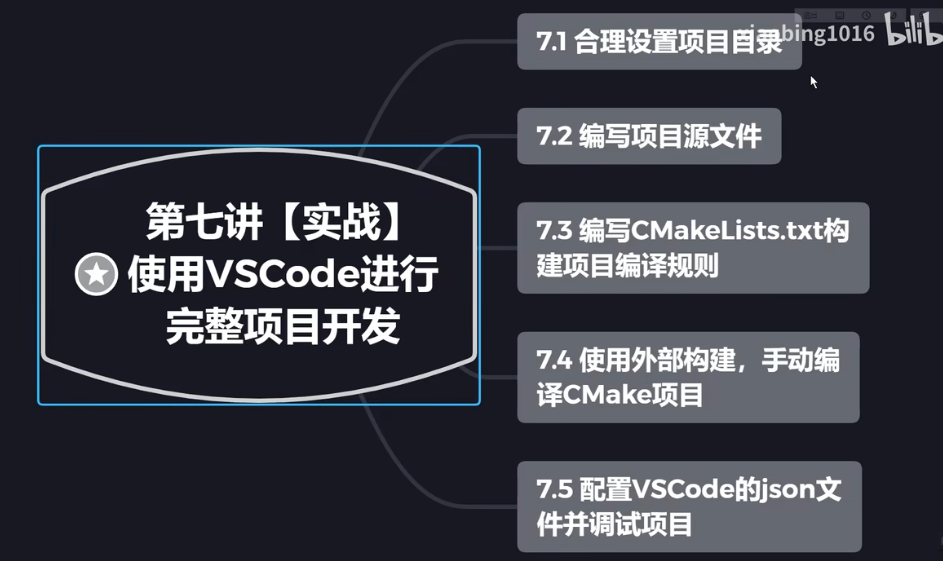 第七讲【实战】
使用VSCode进行
完整项目开发
7.1 合理设置项目目录
7.2 编写项目源文件
7.3 编写CMakeLists.txt构
建项目编译规则
7.4 使用外部构建，手动编
译CMake项目
7.5 配置VSCode的json文
件并调试项目